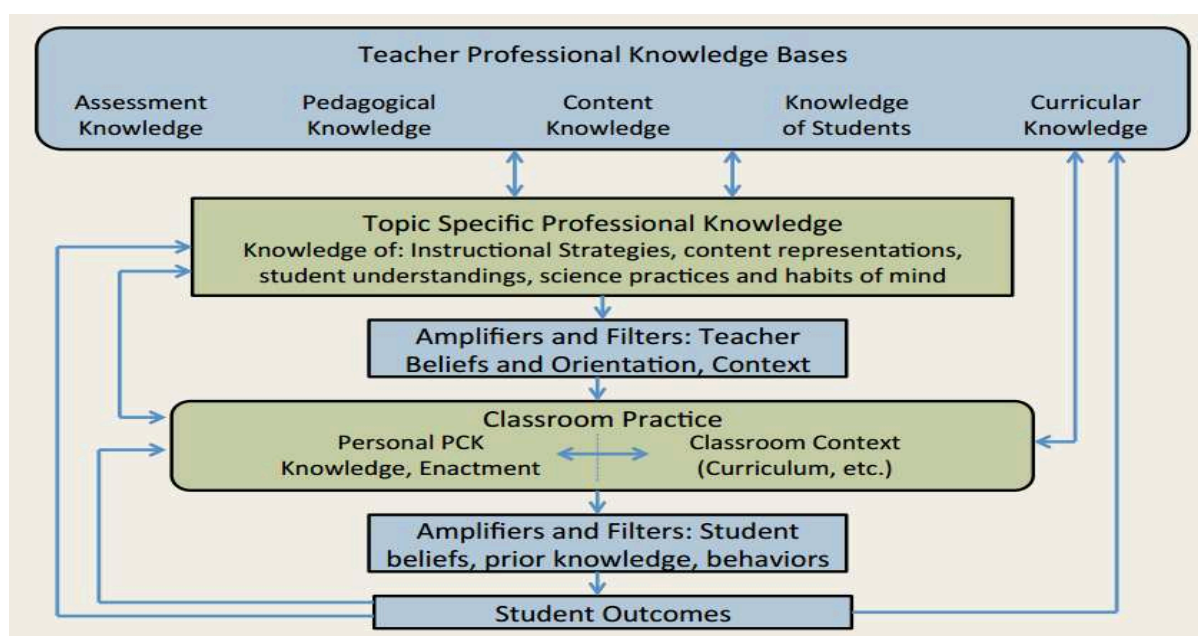 Teacher Professional Knowledge Bases
Assessment
Knowledge
Pedagogical
Knowledge
Content
Knowledge
Knowledge
of Students
Curricular
Knowledge
Topic Specific Professional Knowledge
Knowledge of: Instructional Strategies, content representations,
student understandings, science practices and habits of mind
Amplifiers and Filters: Teacher
Beliefs and Orientation, Context
Classroom Practice
Personal PCK
Knowledge, Enactment
Classroom Context
(Curriculum, etc.)
Amplifiers and Filters: Student
beliefs, prior knowledge, behaviors
Student Outcomes